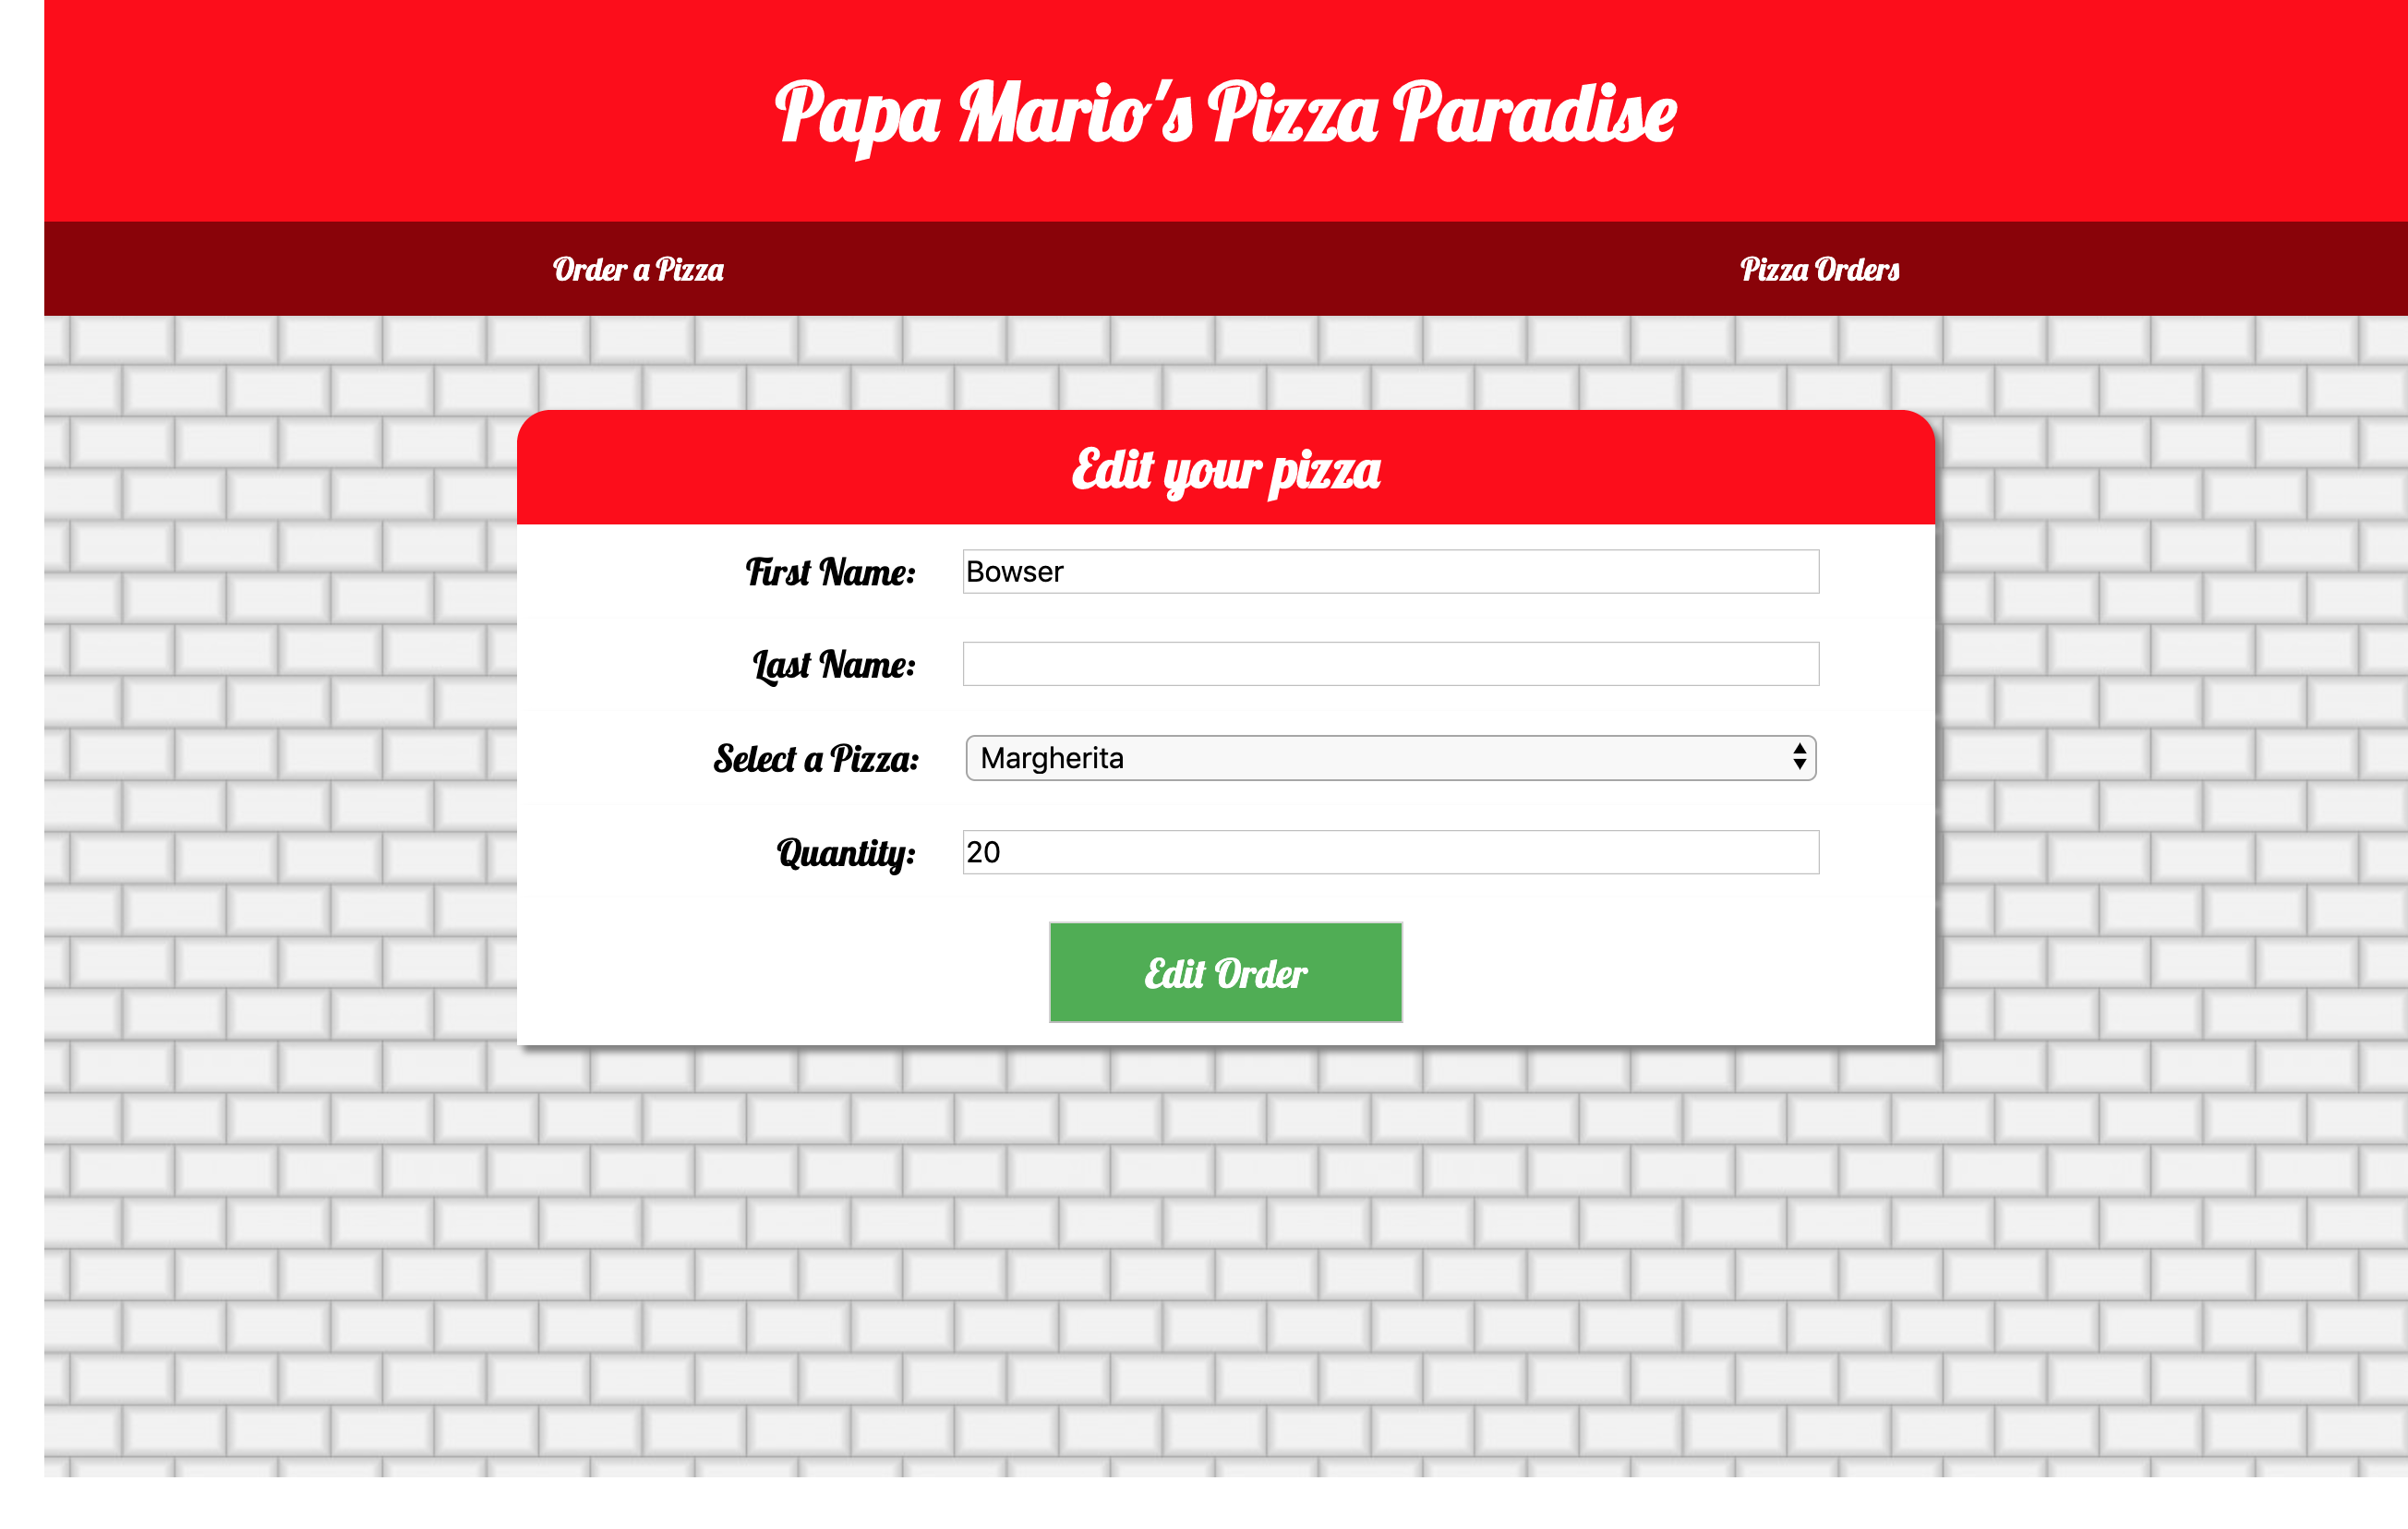 Papa Mario's Pizza Paradise
Order a Pizza Pizza Orders
Edit your pizza
First Name: Bowser
Last Name:
Select a Pizza: Margherita
Quantity: 20
Edit Order